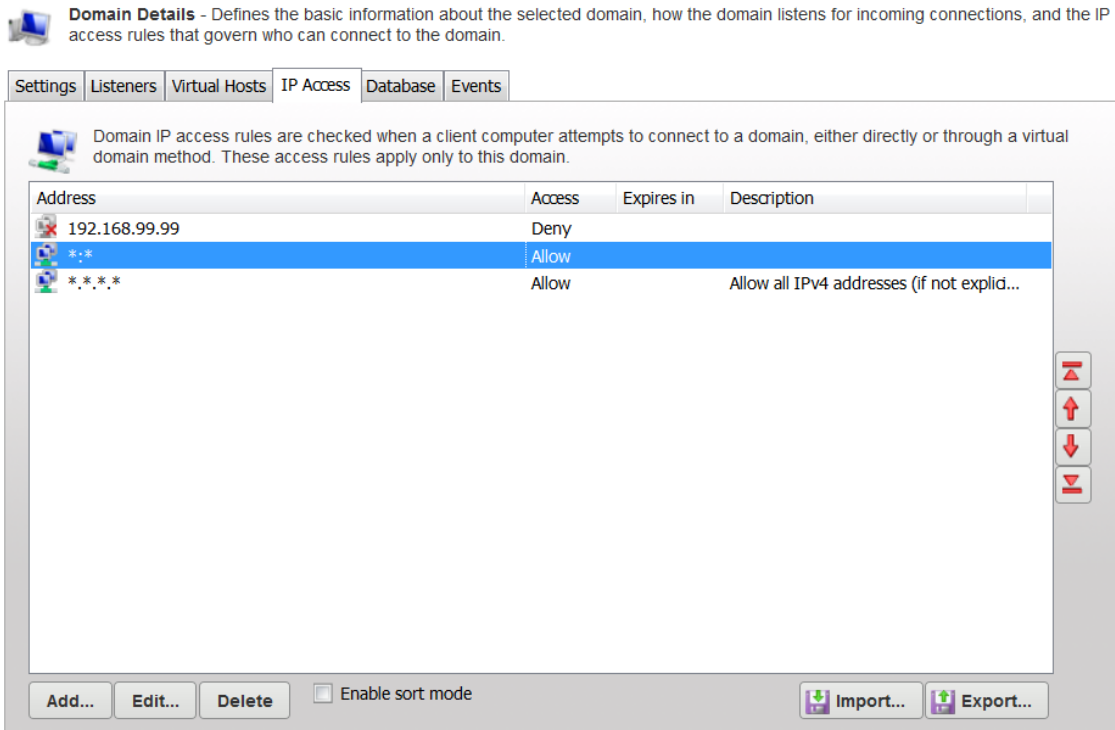 Domain Details - Defines the basic information about the selected domain, how the domain listens for incoming connections, and the IP
access rules that govern who can connect to the domain.
Settings Listeners Virtual Hosts IP Access Database Events
Domain IP access rules are checked when a client computer attempts to connect to a domain, either directly or through a virtual
domain method. These access rules apply only to this domain.
Address Access Expires in Description
192.168.99.99 Deny
*:* Allow
*.*.*.* Allow Allow all IPv4 addresses (if not explici...
Add... Edit... Delete Enable sort mode Import... Export...